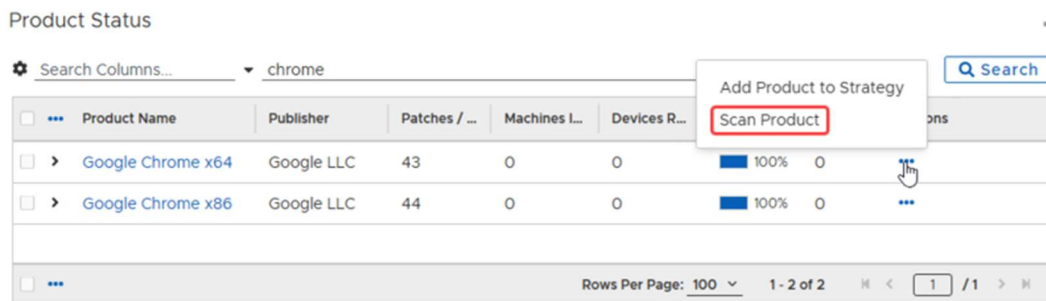 Product Status
Search Columns... chrome Search
Add Product to Strategy
Scan Product
Product Name Publisher Patches / ... Machines I... Devices R... ons
Google Chrome x64 Google LLC 43 0 0 100% 0
Google Chrome x86 Google LLC 44 0 0 100% 0
Rows Per Page: 100 1 - 2 of 2 1 / 1